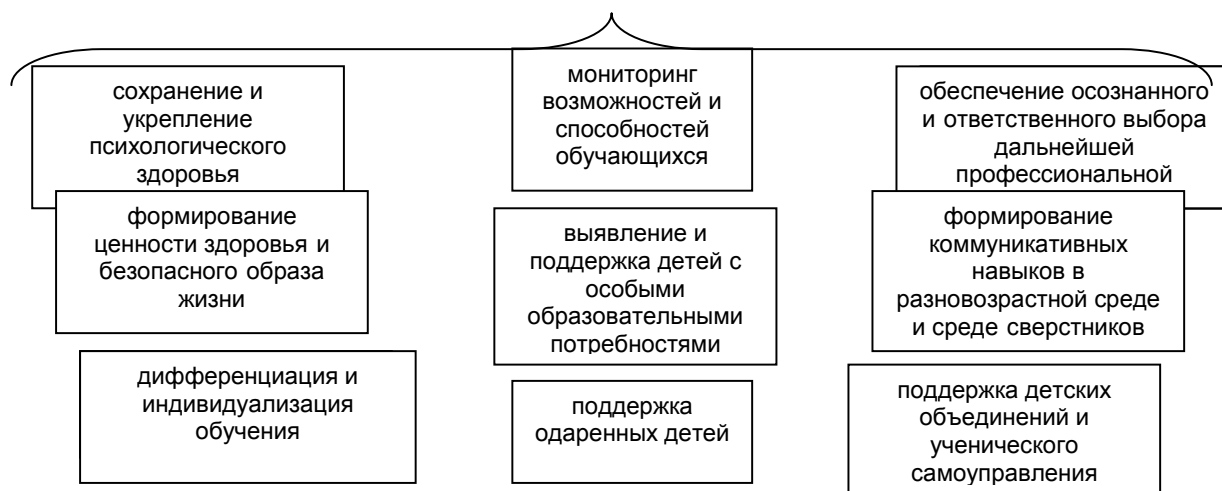 сохранение и
укрепление
психологического
здоровья
мониторинг
возможностей и
способностей
обучающихся
обеспечение осознанного
и ответственного выбора
дальнейшей
профессиональной
формирование
ценности здоровья и
безопасного образа
жизни
выявление и
поддержка детей с
особыми
образовательными
потребностями
формирование
коммуникативных
навыков в
разновозрастной среде
и среде сверстников
дифференциация и
индивидуализация
обучения
поддержка
одаренных детей
поддержка детских
объединений и
ученического
самоуправления